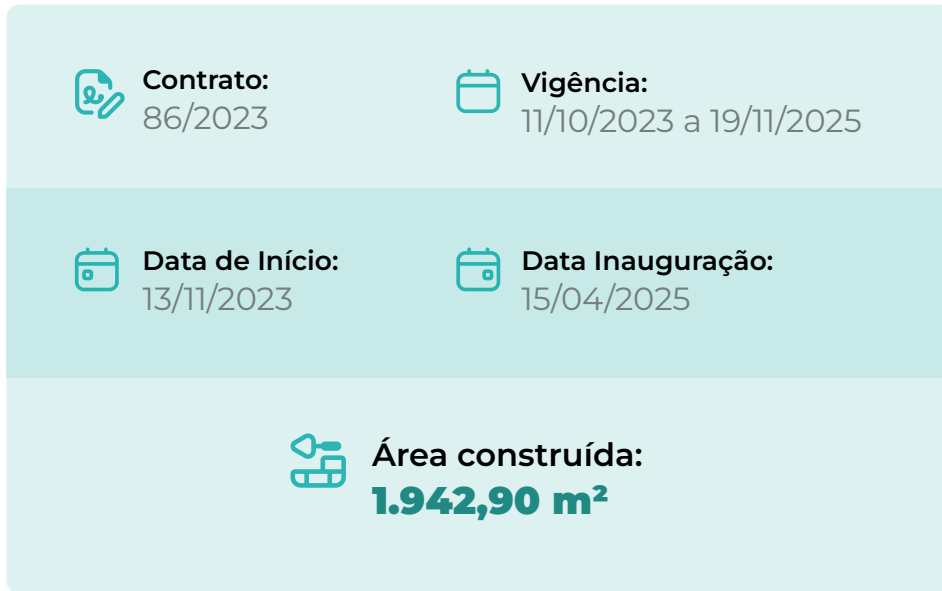 Contrato:
86/2023
Vigência:
11/10/2023 a 19/11/2025
Data de Início:
13/11/2023
Data Inauguração:
15/04/2025
Área construída:
1.942,90 m²